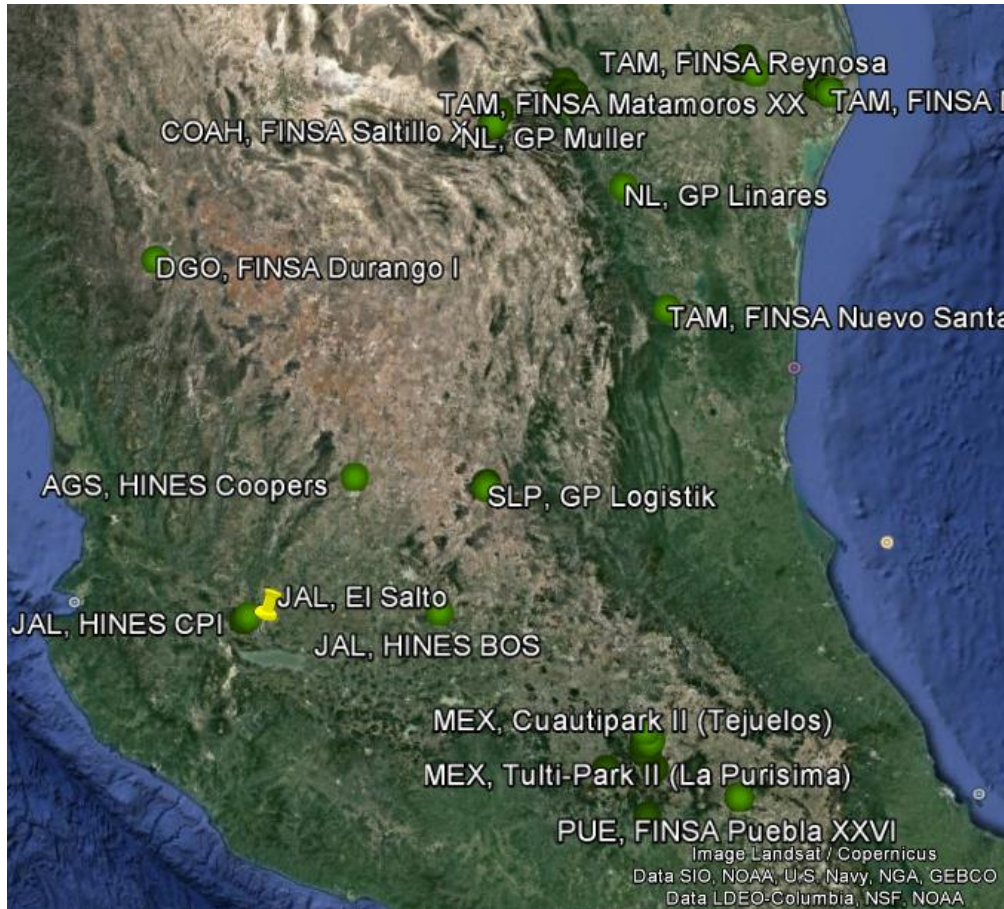 TAM, FINSA Reynosa
TAM, FINSA Matamoros XX
TAM, FINSA
COAH, FINSA Saltillo
NL, GP Muller
NL, GP Linares
DGO, FINSA Durango I
TAM, FINSA Nuevo Santa
AGS, HINES Coopers
SLP, GP Logistik
JAL, El Salto
JAL, HINES CPI
JAL, HINES BOS
MEX, Cuautipark II (Tejuelos)
MEX, Tulti-Park II (La Purisima)
PUE, FINSA Puebla XXVI
Image Landsat / Copernicus
Data SIO, NOAA, U.S. Navy, NGA, GEBCO
Data LDEO-Columbia, NSF, NOAA